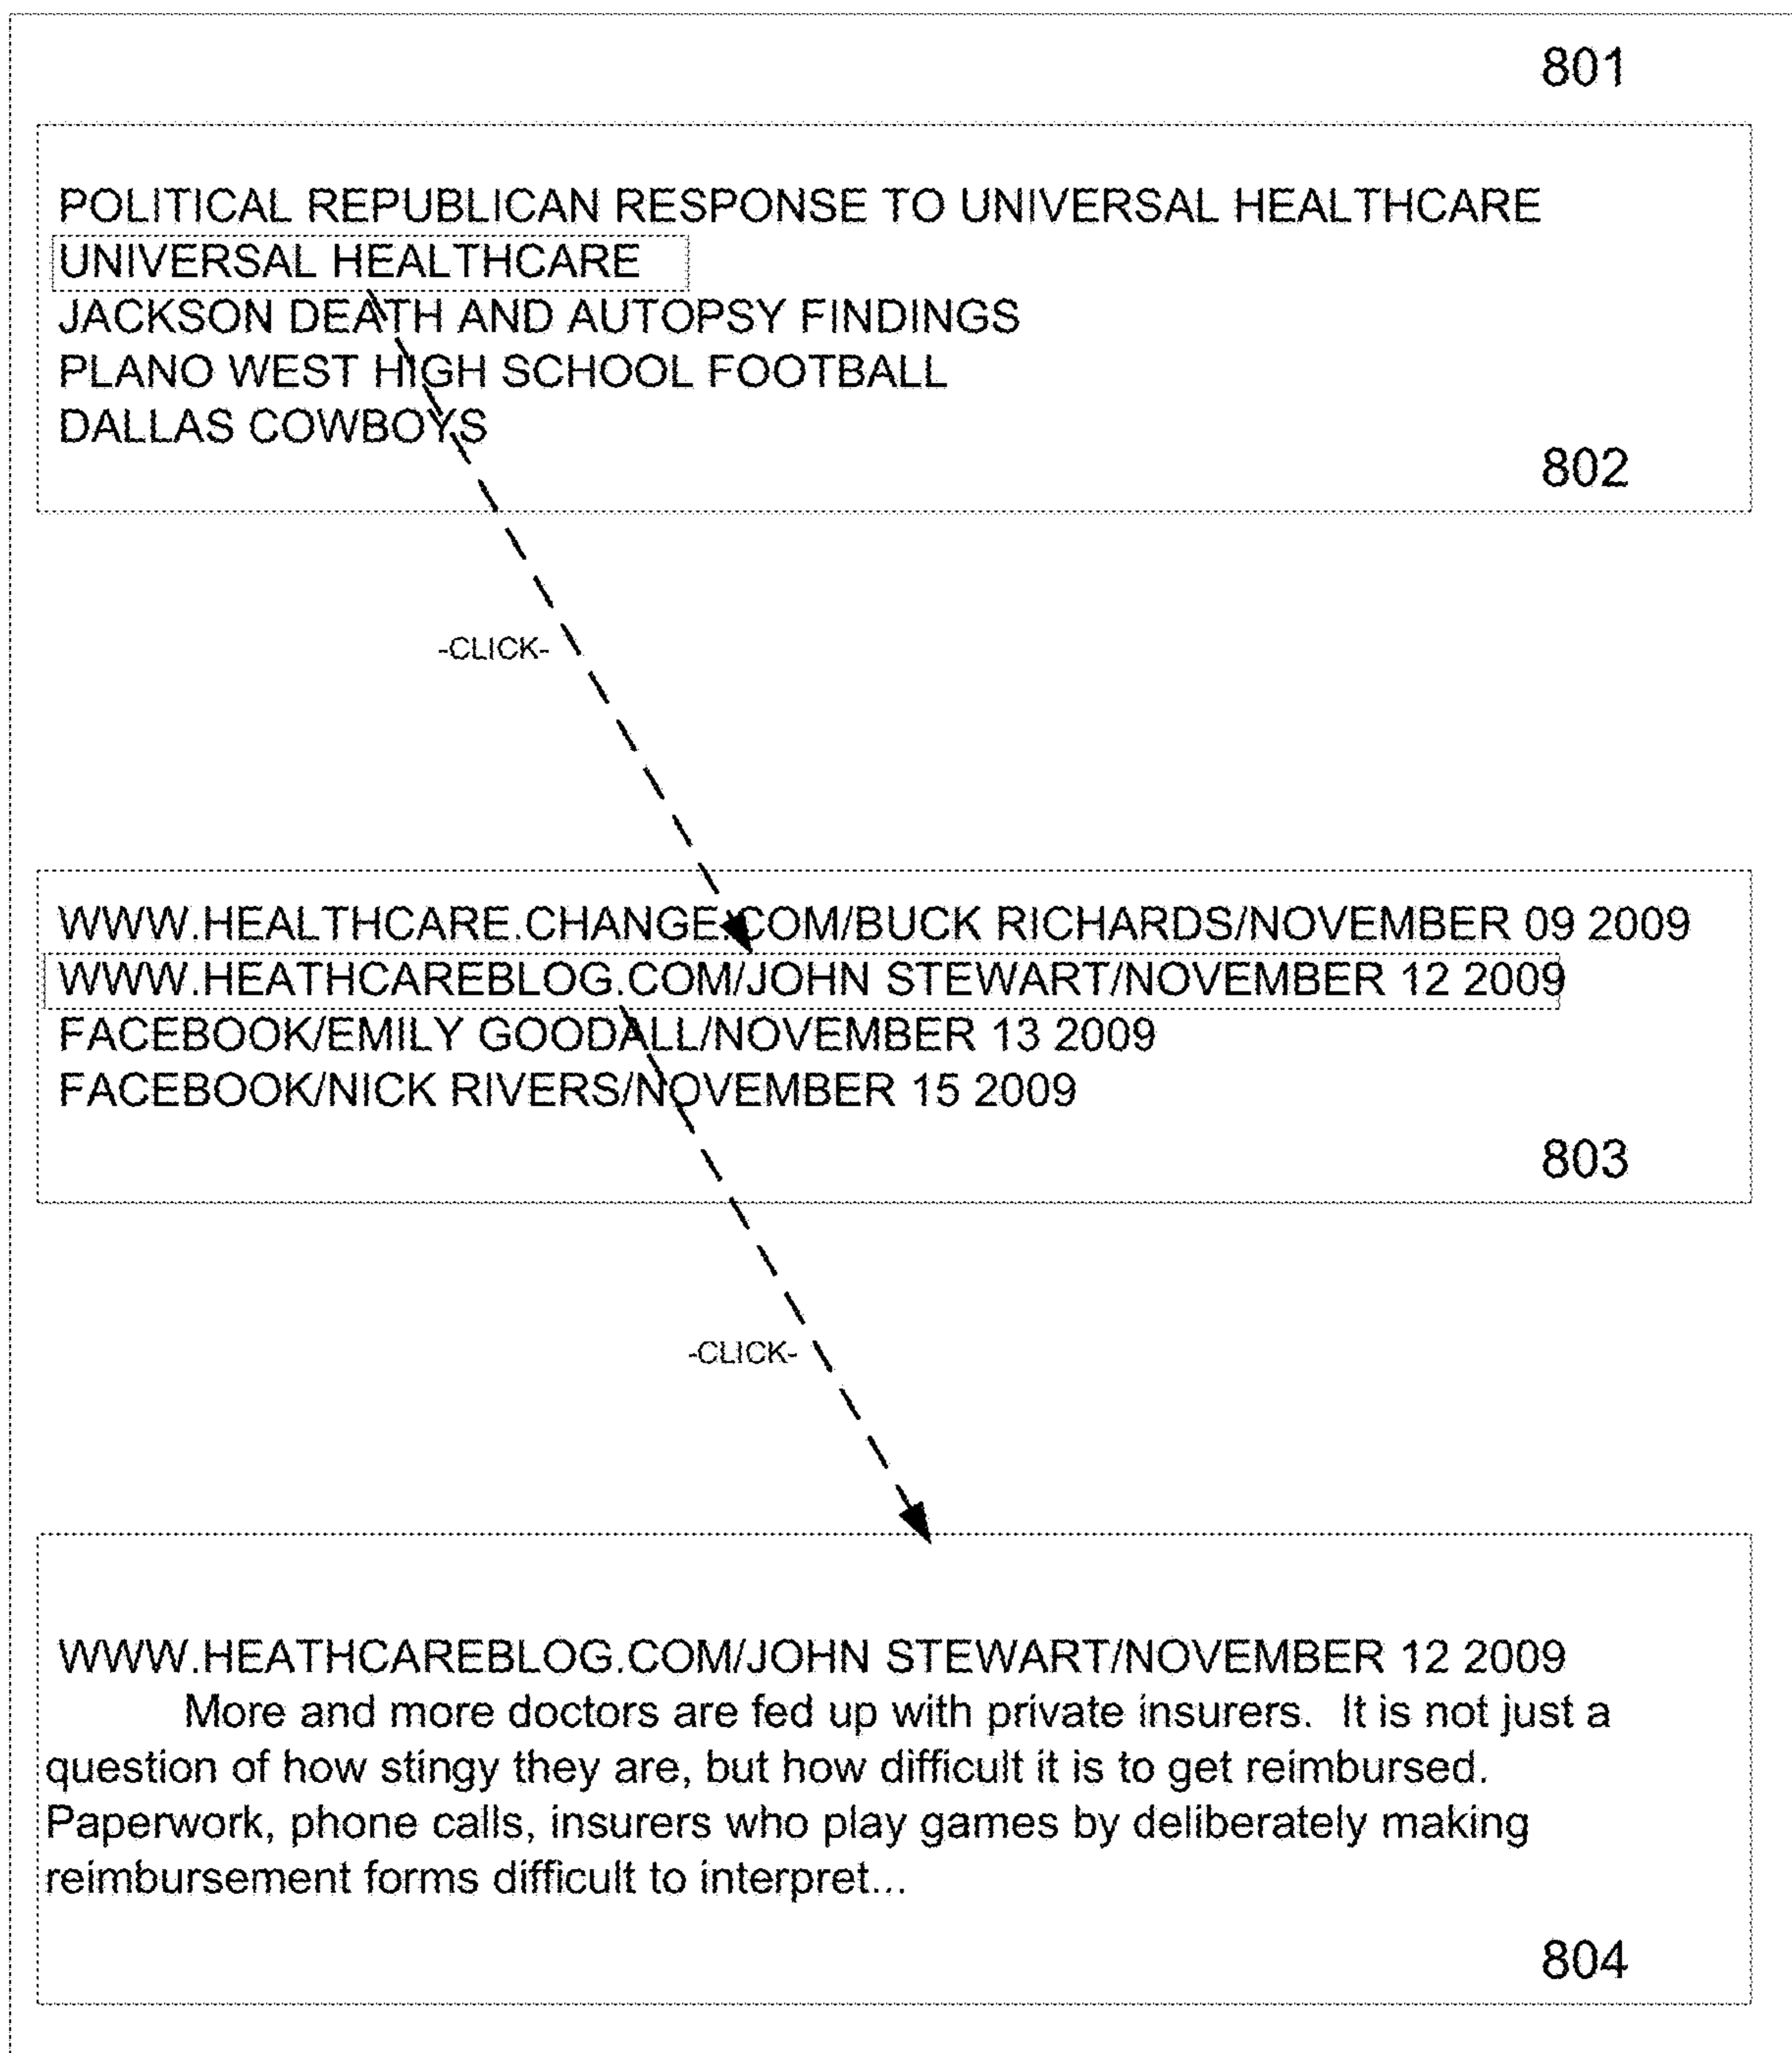 801
POLITICAL REPUBLICAN RESPONSE TO UNIVERSAL HEALTHCARE
UNIVERSAL HEALTHCARE
JACKSON DEATH AND AUTOPSY FINDINGS
PLANO WEST HIGH SCHOOL FOOTBALL
DALLAS COWBOYS
802
-CLICK-
WWW.HEALTHCARE.CHANGE.COM/BUCK RICHARDS/NOVEMBER 09 2009
WWW.HEATHCAREBLOG.COM/JOHN STEWART/NOVEMBER 12 2009
FACEBOOK/EMILY GOODALL/NOVEMBER 13 2009
FACEBOOK/NICK RIVERS/NOVEMBER 15 2009
803
-CLICK-
WWW.HEATHCAREBLOG.COM/JOHN STEWART/NOVEMBER 12 2009
More and more doctors are fed up with private insurers. It is not just a
question of how stingy they are, but how difficult it is to get reimbursed.
Paperwork, phone calls, insurers who play games by deliberately making
reimbursement forms difficult to interpret...
804